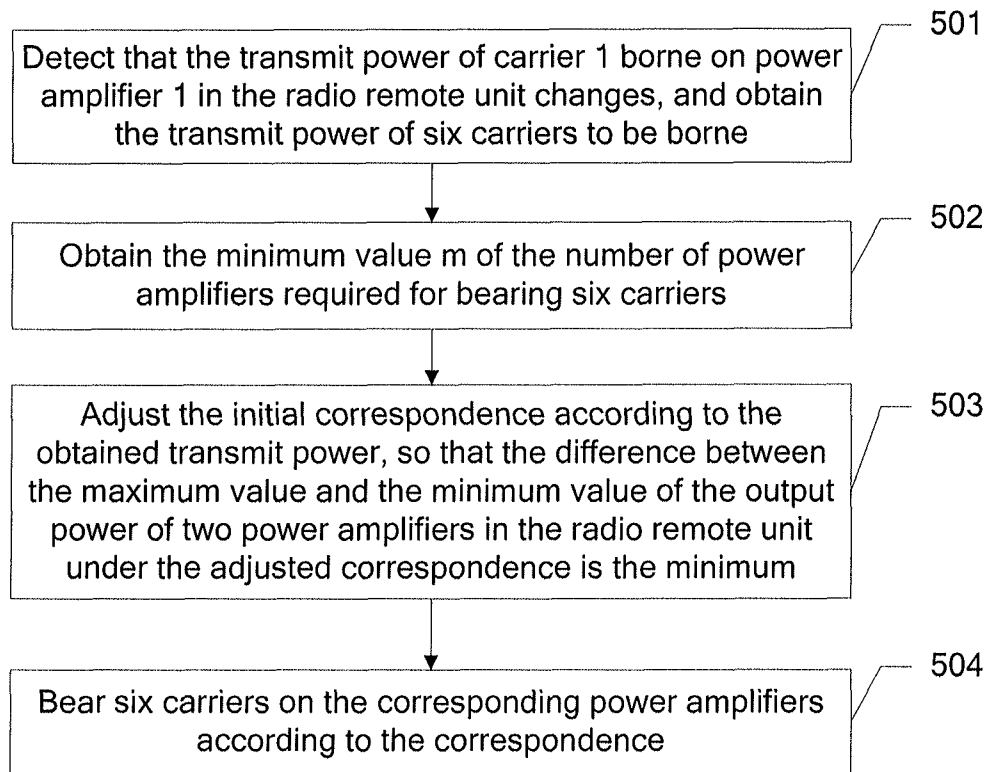 501
Detect that the transmit power of carrier 1 borne on power
amplifier 1 in the radio remote unit changes, and obtain
the transmit power of six carriers to be borne
502
Obtain the minimum value m of the number of power
amplifiers required for bearing six carriers
503
Adjust the initial correspondence according to the
obtained transmit power, so that the difference between
the maximum value and the minimum value of the output
power of two power amplifiers in the radio remote unit
under the adjusted correspondence is the minimum
504
Bear six carriers on the corresponding power amplifiers
according to the correspondence